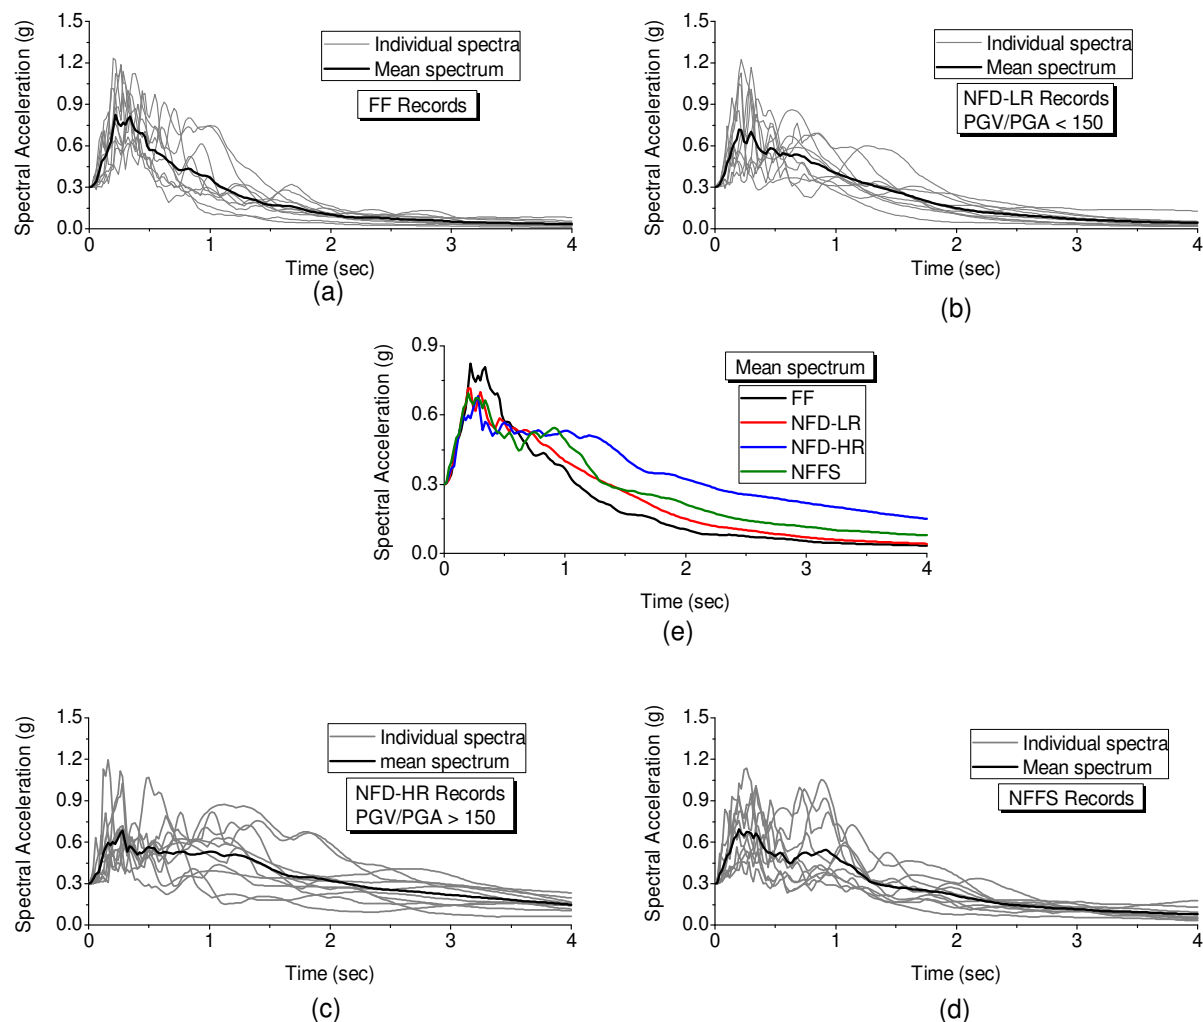 1.5
1.2
0.9
0.6
0.3
0.0
Spectral Acceleration (g)
Individual spectra
Mean spectrum
FF Records
0 1 2 3 4
Time (sec)
(a)
1.5
1.2
0.9
0.6
0.3
0.0
Spectral Acceleration (g)
Individual spectra
Mean spectrum
NFD-LR Records
PGV/PGA < 150
0 1 2 3 4
Time (sec)
(b)
0.9
0.6
0.3
0.0
Spectral Acceleration (g)
Mean spectrum
FF
NFD-LR
NFD-HR
NFFS
0 1 2 3 4
Time (sec)
(e)
1.5
1.2
0.9
0.6
0.3
0.0
Spectral Acceleration (g)
Individual spectra
mean spectrum
NFD-HR Records
PGV/PGA > 150
0 1 2 3 4
Time (sec)
(c)
1.5
1.2
0.9
0.6
0.3
0.0
Spectral Acceleration (g)
Individual spectra
Mean spectrum
NFFS Records
0 1 2 3 4
Time (sec)
(d)